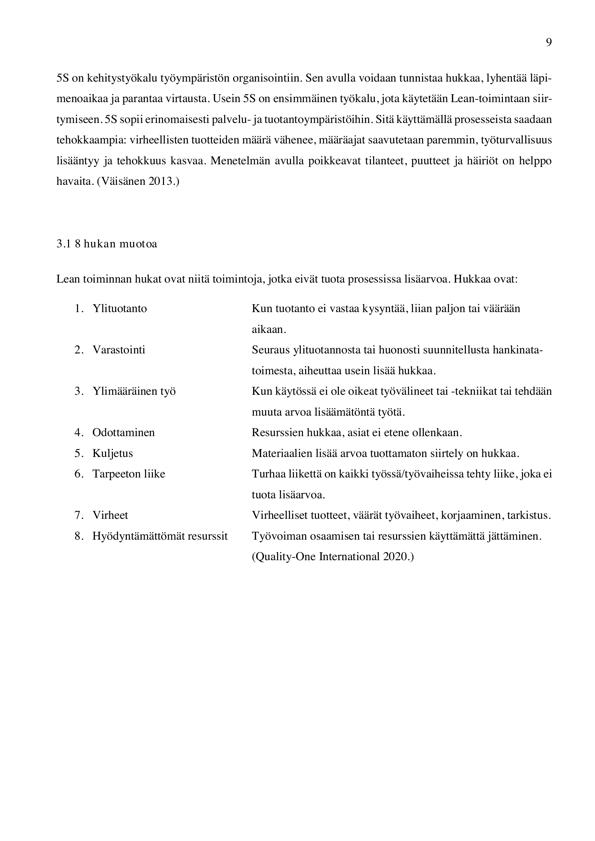 9
5S on kehitystyökalu työympäristön organisointiin. Sen avulla voidaan tunnistaa hukkaa, lyhentää läpi-
menoaikaa ja parantaa virtausta. Usein 5S on ensimmäinen työkalu, jota käytetään Lean-toimintaan siir-
tymiseen. 5S sopii erinomaisesti palvelu- ja tuotantoympäristöihin. Sitä käyttämällä prosesseista saadaan
tehokkaampia: virheellisten tuotteiden määrä vähenee, määräajat saavutetaan paremmin, työturvallisuus
lisääntyy ja tehokkuus kasvaa. Menetelmän avulla poikkeavat tilanteet, puutteet ja häiriöt on helppo
havaita. (Väisänen 2013.)
3.1 8 hukan muotoa
Lean toiminnan hukat ovat niitä toimintoja, jotka eivät tuota prosessissa lisäarvoa. Hukkaa ovat:
1. Ylituotanto Kun tuotanto ei vastaa kysyntää, liian paljon tai väärään
aikaan.
2. Varastointi Seuraus ylituotannosta tai huonosti suunnitellusta hankinata-
toimesta, aiheuttaa usein lisää hukkaa.
3. Ylimääräinen työ Kun käytössä ei ole oikeat työvälineet tai -tekniikat tai tehdään
muuta arvoa lisäämätöntä työtä.
4. Odottaminen Resurssien hukkaa, asiat ei etene ollenkaan.
5. Kuljetus Materiaalien lisää arvoa tuottamaton siirtely on hukkaa.
6. Tarpeeton liike Turhaa liikettä on kaikki työssä/työvaiheissa tehty liike, joka ei
tuota lisäarvoa.
7. Virheet Virheelliset tuotteet, väärät työvaiheet, korjaaminen, tarkistus.
8. Hyödyntämättömät resurssit Työvoiman osaamisen tai resurssien käyttämättä jättäminen.
(Quality-One International 2020.)